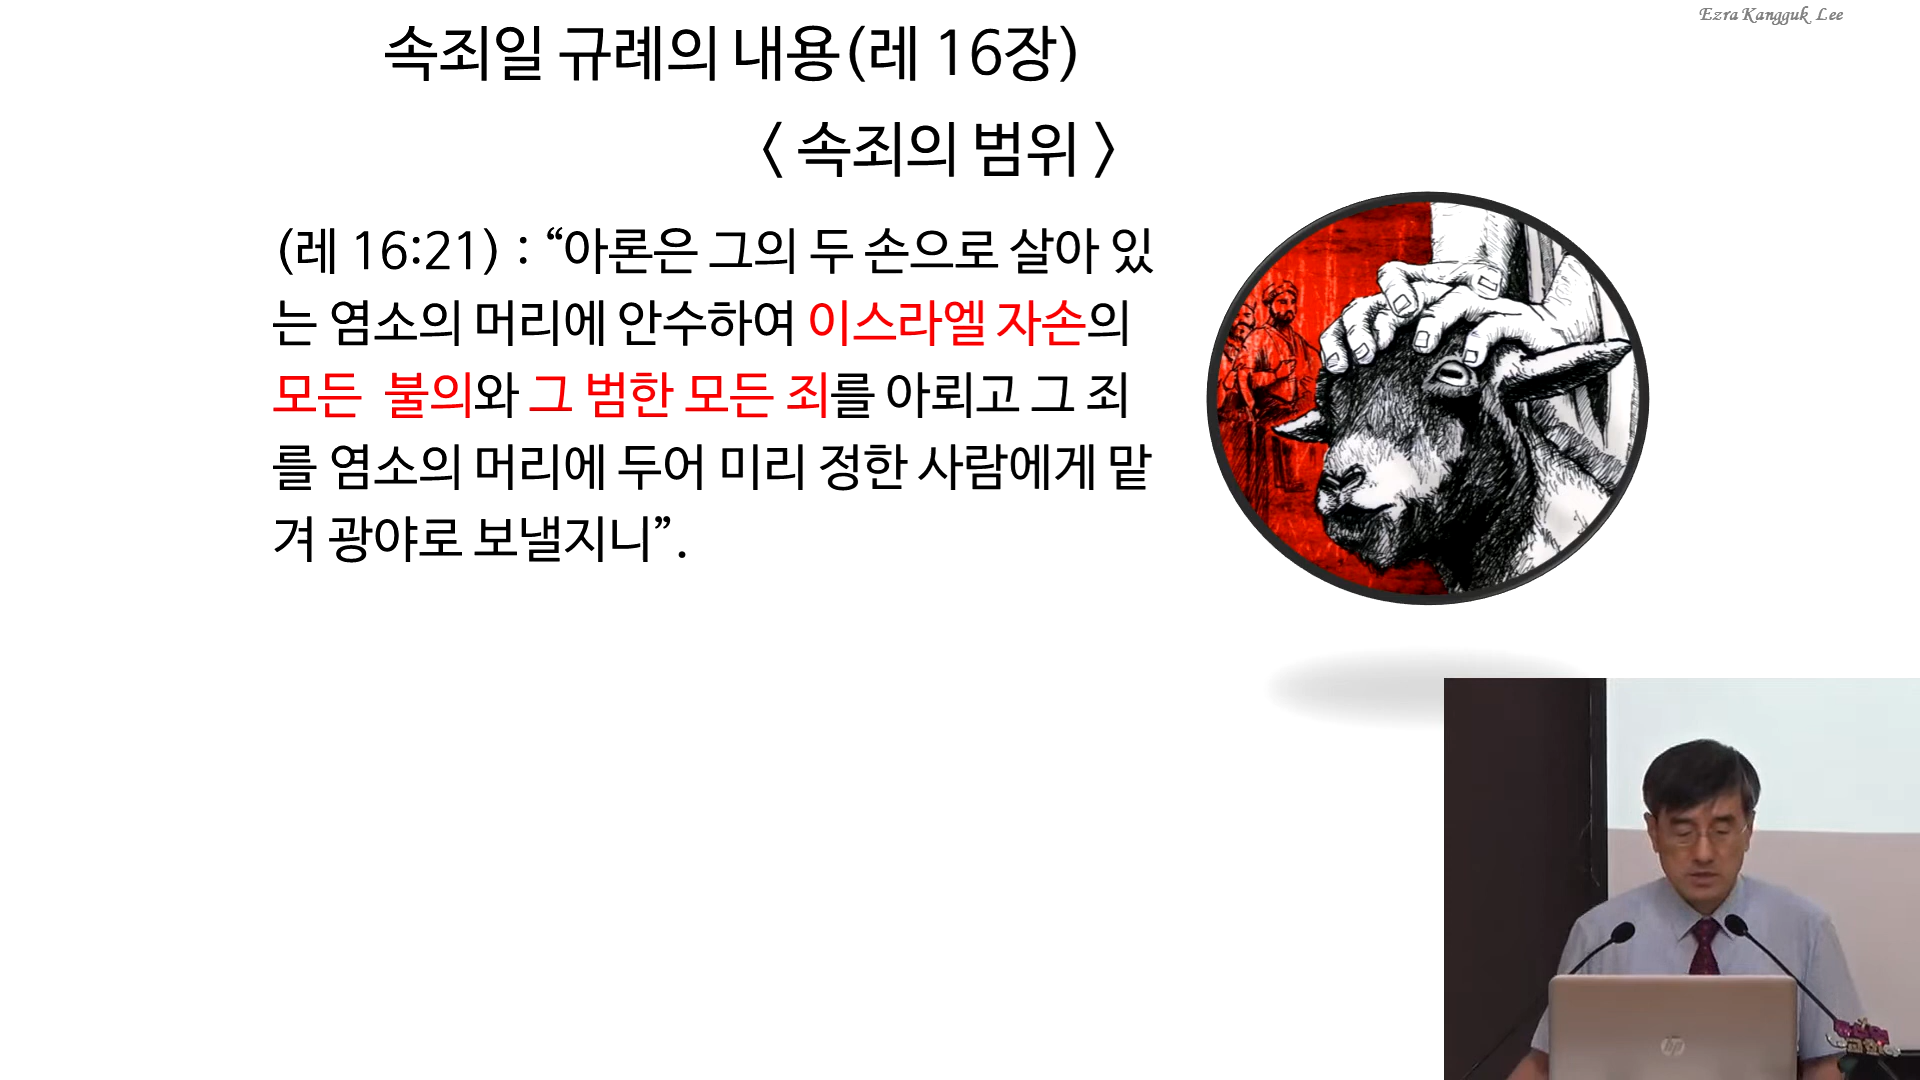 Ezra Kangguk Lee
속죄일 규례의 내용(레 16장)
< 속죄의 범위 >
(레 16:21) : “아론은 그의 두 손으로 살아 있
는 염소의 머리에 안수하여 이스라엘 자손의
모든 불의와 그 범한 모든 죄를 아뢰고 그 죄
를 염소의 머리에 두어 미리 정한 사람에게 맡
겨 광야로 보낼지니”.
hp